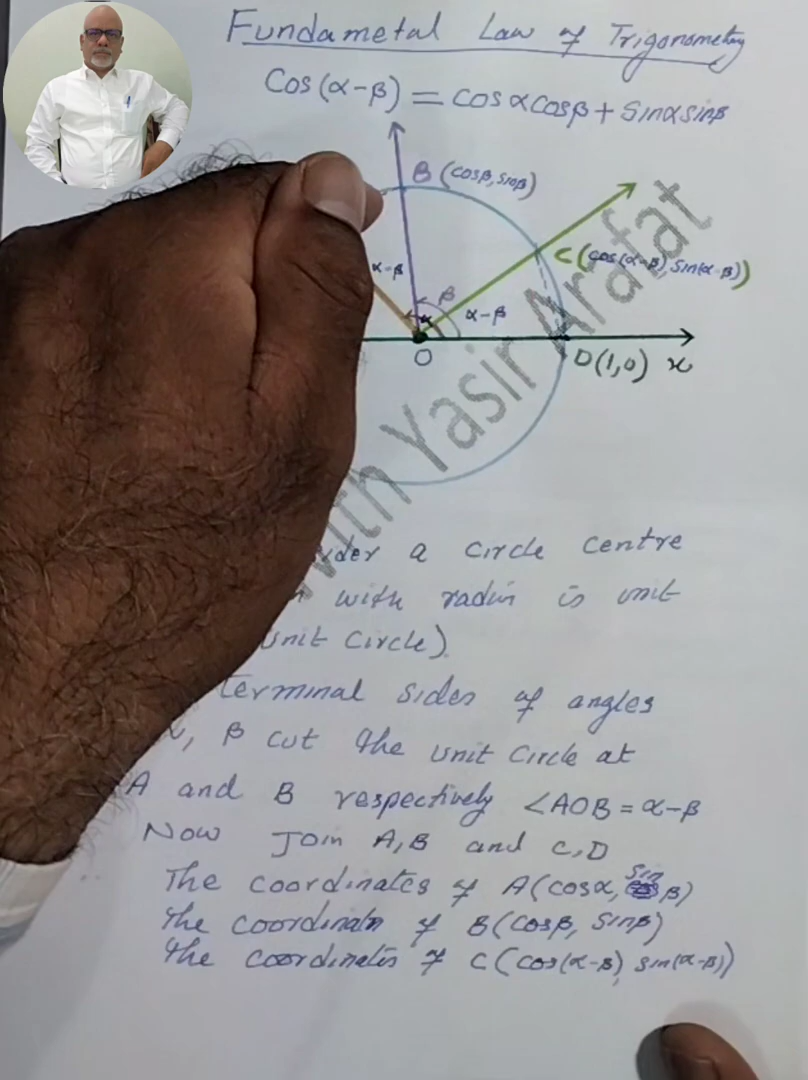 Fundametal Law of Trigonometry
Cos(α-β) = cosαcosβ + Sinαsinβ
B (cosβ, sinβ)
C(cos(α-β), sin(α-β))
α-β
β
α
α-β
O
D(1,0) x
with Yasir Arafat
a circle centre
with radius is unit
unit circle).
terminal sides of angles
α, β cut the unit circle at
A and B respectively ∠AOB = α-β
Now Join A,B and C,D
The coordinates of A(cosα, sin β)
the coordinates of B(cosβ, sinβ)
the coordinates of C(cos(α-β), sin(α-β))